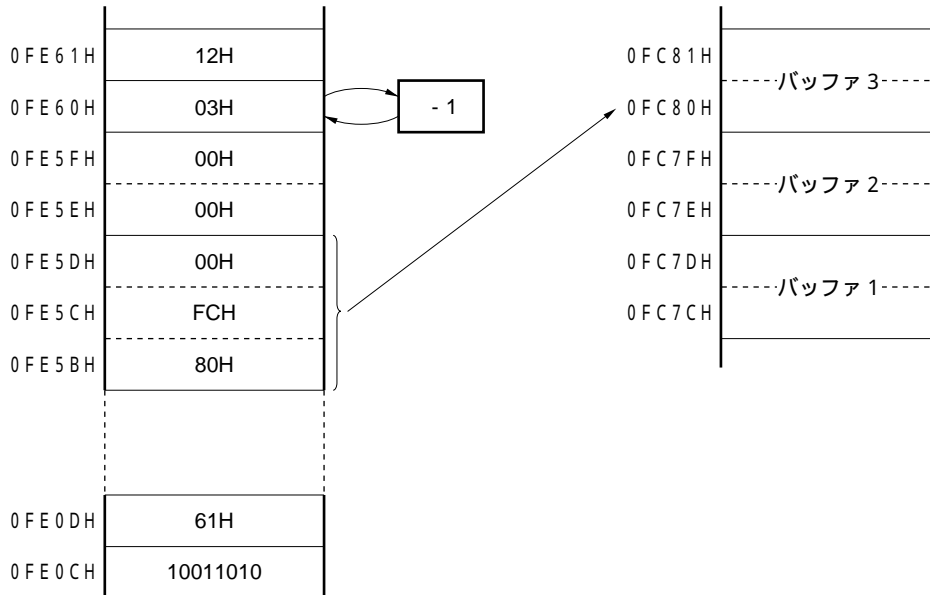 0FE61H 12H
0FE60H 03H - 1
0FE5FH 00H
0FE5EH 00H
0FE5DH 00H
0FE5CH FCH
0FE5BH 80H
0FE0DH 61H
0FE0CH 10011010
0FC81H
バッファ 3
0FC80H
0FC7FH
バッファ 2
0FC7EH
0FC7DH
バッファ 1
0FC7CH